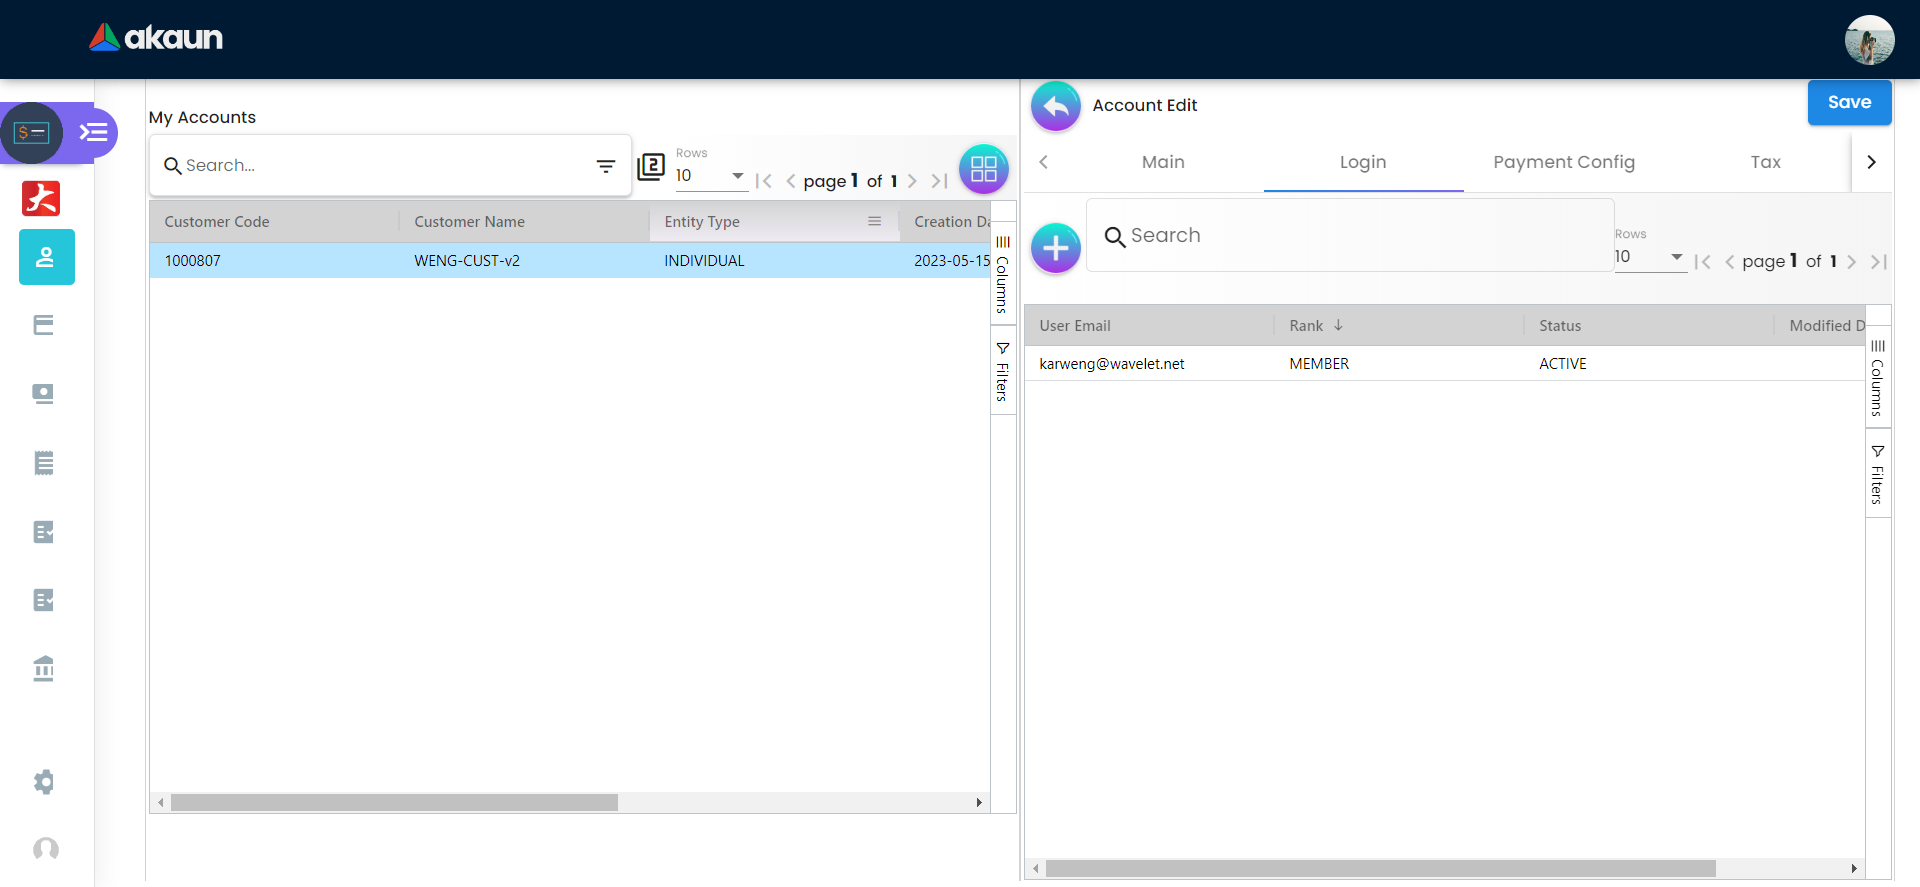 akaun
My Accounts
Search...
2
Rows
10
page 1 of 1
Customer Code
Customer Name
Entity Type
Creation Da
1000807
WENG-CUST-v2
INDIVIDUAL
2023-05-15
Columns
Filters
Account Edit
Save
Main
Login
Payment Config
Tax
Search
Rows
10
page 1 of 1
User Email
Rank
Status
Modified D
karweng@wavelet.net
MEMBER
ACTIVE
Columns
Filters